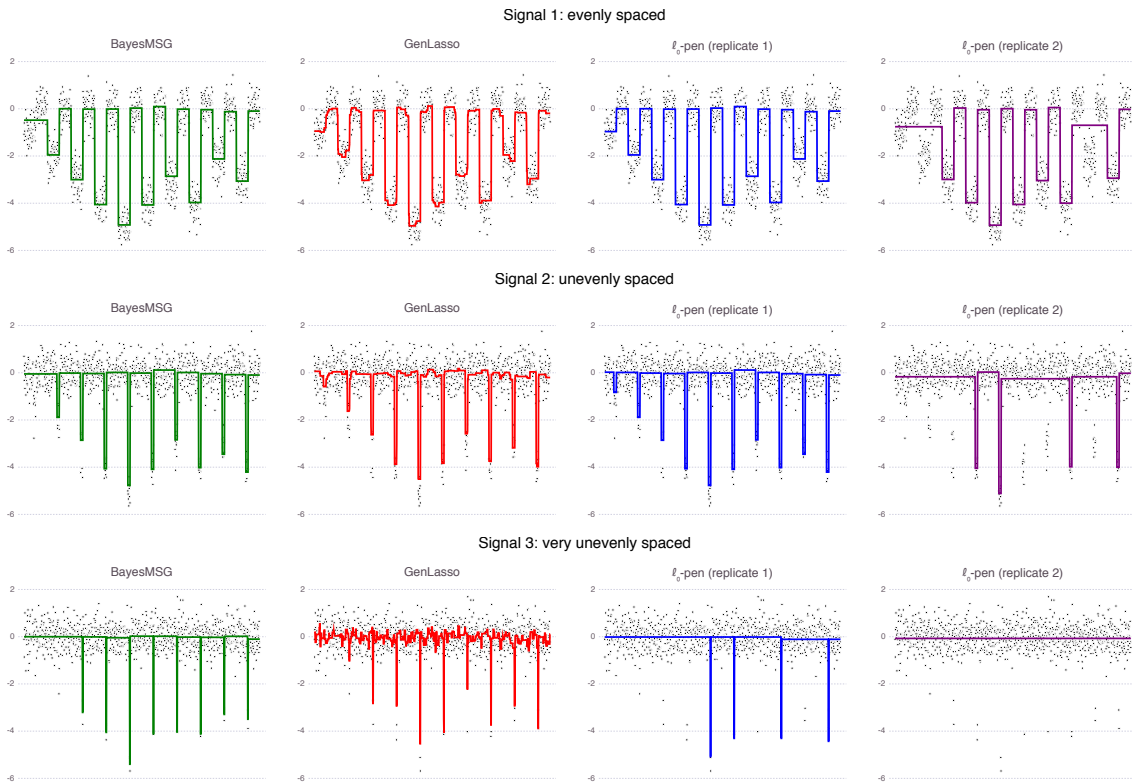 Signal 1: evenly spaced
BayesMSG GenLasso ℓ₀-pen (replicate 1) ℓ₀-pen (replicate 2)
2 2 2 2
0 0 0 0
-2 -2 -2 -2
-4 -4 -4 -4
-6 -6 -6 -6
Signal 2: unevenly spaced
BayesMSG GenLasso ℓ₀-pen (replicate 1) ℓ₀-pen (replicate 2)
2 2 2 2
0 0 0 0
-2 -2 -2 -2
-4 -4 -4 -4
-6 -6 -6 -6
Signal 3: very unevenly spaced
BayesMSG GenLasso ℓ₀-pen (replicate 1) ℓ₀-pen (replicate 2)
2 2 2 2
0 0 0 0
-2 -2 -2 -2
-4 -4 -4 -4
-6 -6 -6 -6